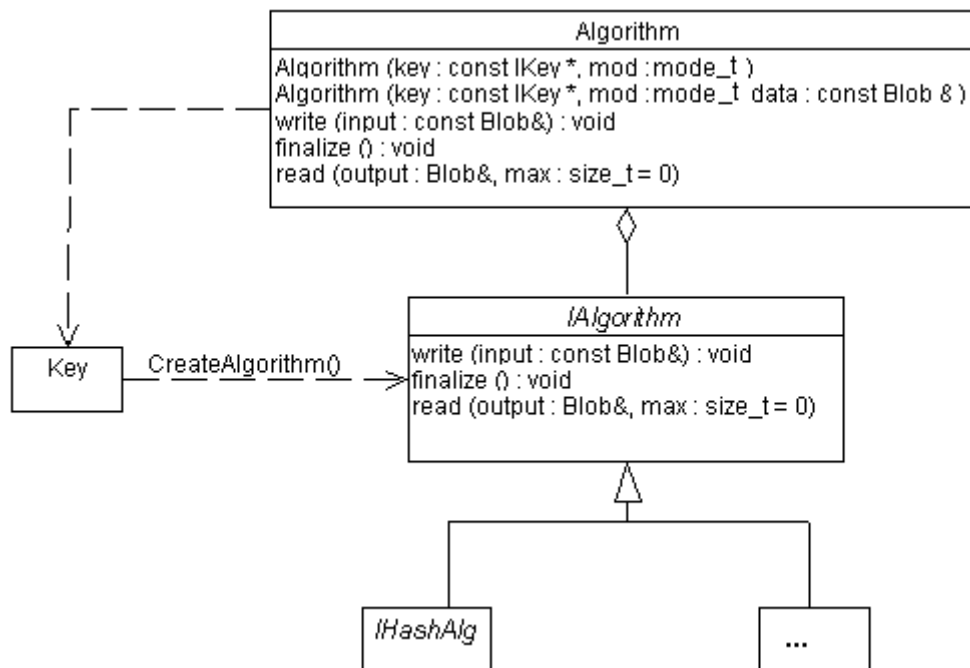 Algorithm
Algorithm (key : const IKey *, mod :mode_t )
Algorithm (key : const IKey *, mod :mode_t data : const Blob & )
write (input : const Blob&) : void
finalize () : void
read (output : Blob&, max : size_t = 0)
IAlgorithm
write (input : const Blob&) : void
finalize () : void
read (output : Blob&, max : size_t = 0)
Key
CreateAlgorithm()
IHashAlg
...